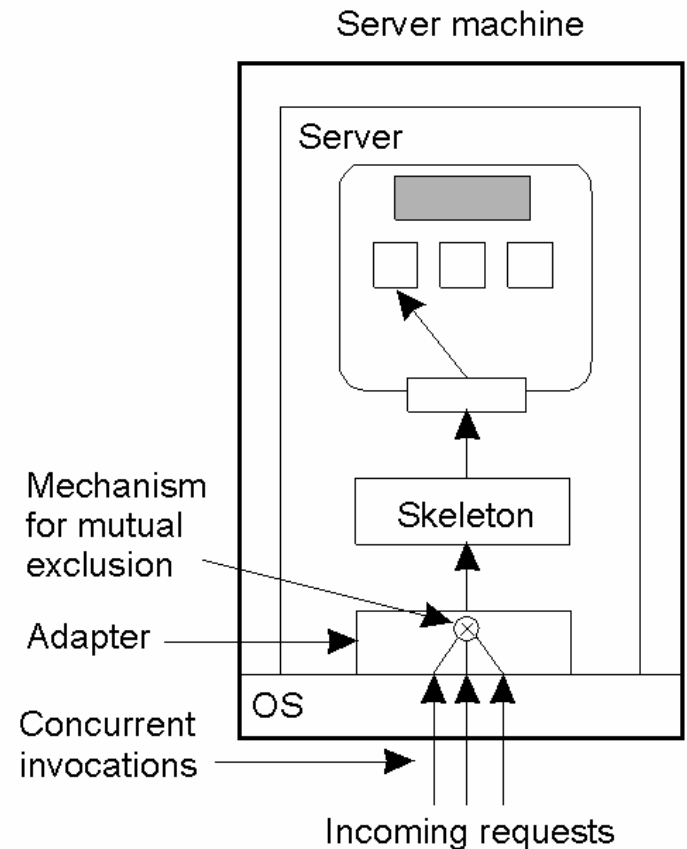 Server machine
Server
Mechanism
for mutual
exclusion
Skeleton
Adapter
OS
Concurrent
invocations
Incoming requests